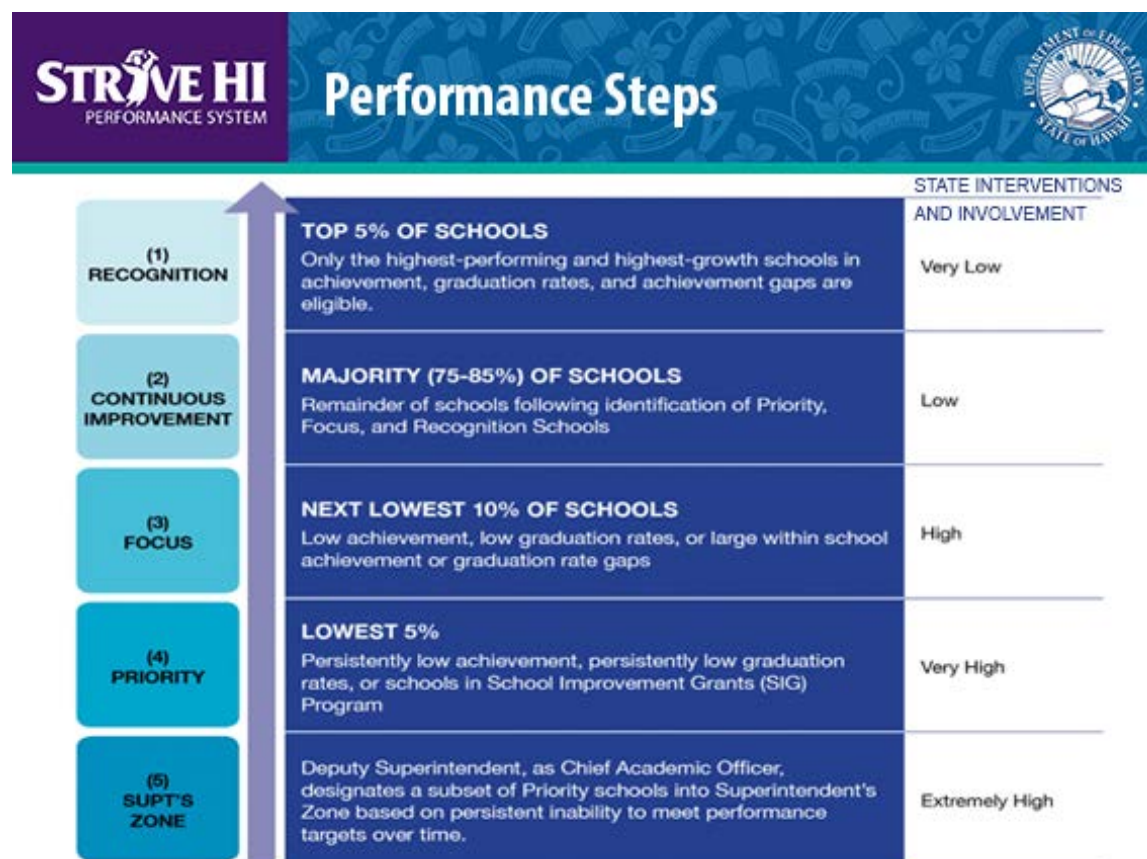 STRIVE HI
PERFORMANCE SYSTEM
Performance Steps
DEPARTMENT OF EDUCATION
STATE OF HAWAII
STATE INTERVENTIONS
AND INVOLVEMENT
(1)
RECOGNITION
TOP 5% OF SCHOOLS
Only the highest-performing and highest-growth schools in
achievement, graduation rates, and achievement gaps are
eligible.
Very Low
(2)
CONTINUOUS
IMPROVEMENT
MAJORITY (75-85%) OF SCHOOLS
Remainder of schools following identification of Priority,
Focus, and Recognition Schools
Low
(3)
FOCUS
NEXT LOWEST 10% OF SCHOOLS
Low achievement, low graduation rates, or large within school
achievement or graduation rate gaps
High
(4)
PRIORITY
LOWEST 5%
Persistently low achievement, persistently low graduation
rates, or schools in School Improvement Grants (SIG)
Program
Very High
(5)
SUPT'S
ZONE
Deputy Superintendent, as Chief Academic Officer,
designates a subset of Priority schools into Superintendent's
Zone based on persistent inability to meet performance
targets over time.
Extremely High